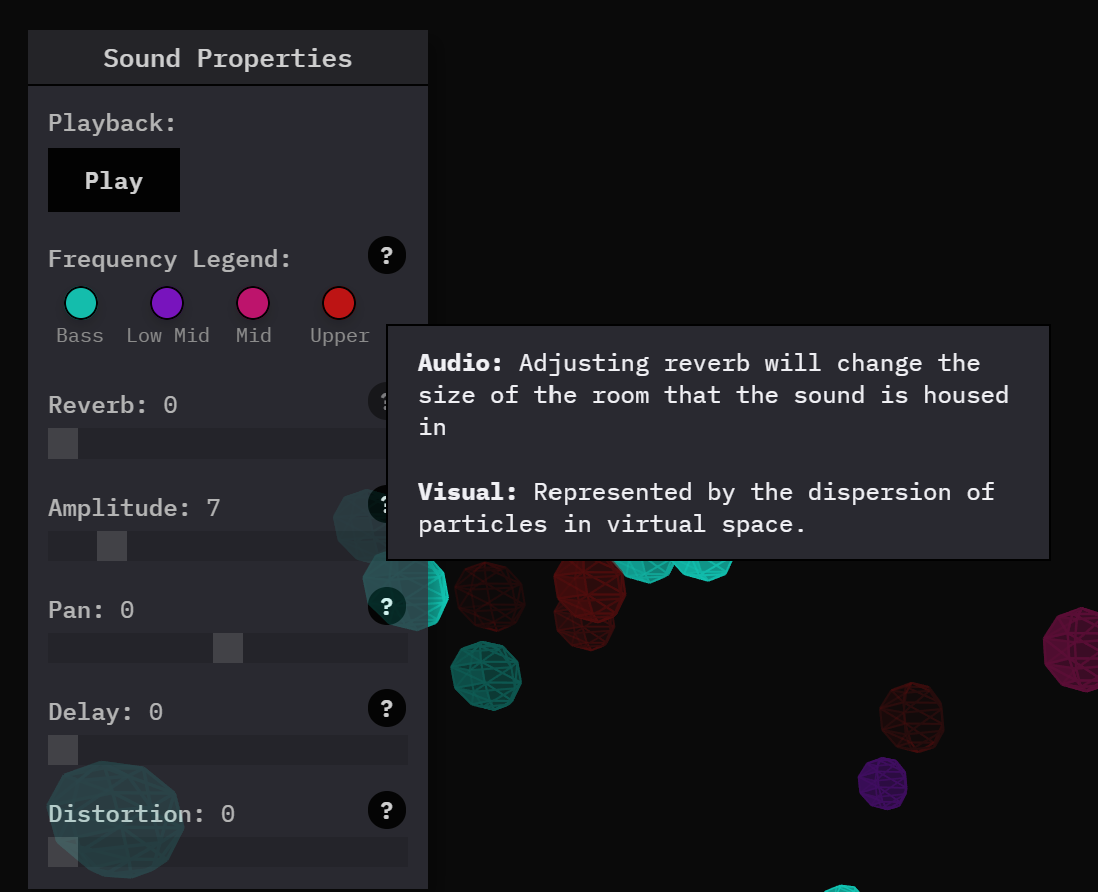 Sound Properties
Playback:
Play
Frequency Legend: ?
Bass Low Mid Mid Upper
Audio: Adjusting reverb will change the
size of the room that the sound is housed
in
Visual: Represented by the dispersion of
particles in virtual space.
Reverb: 0 ?
Amplitude: 7 ?
Pan: 0 ?
Delay: 0 ?
Distortion: 0 ?